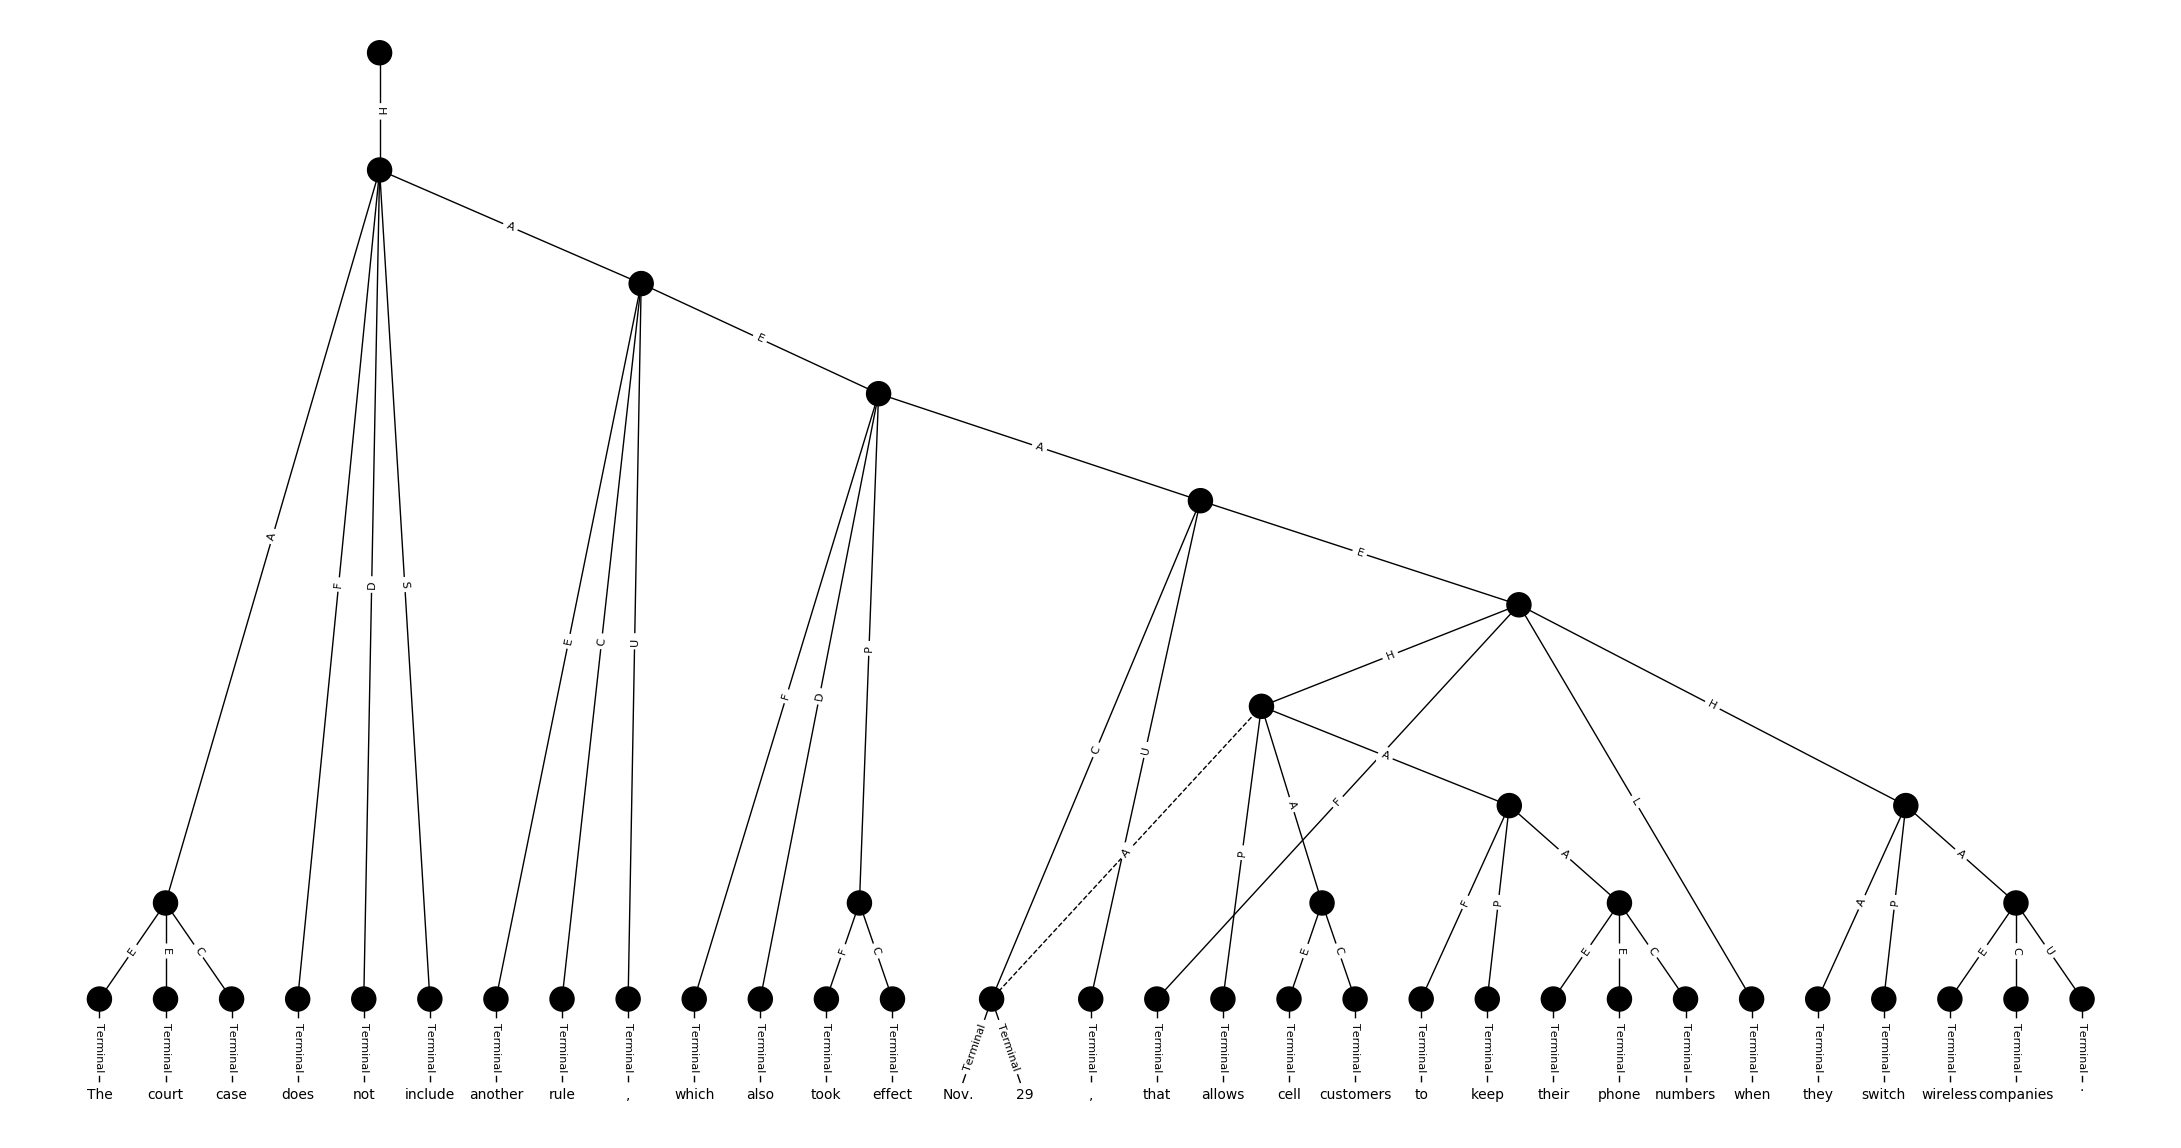 H
A
E
A
E
A
F
D
S
E
C
U
F
D
P
C
U
H
H
A
A
P
A
F
L
F
P
A
A
P
A
E
E
C
F
C
E
C
E
E
C
E
C
U
Terminal Terminal Terminal Terminal Terminal Terminal Terminal Terminal Terminal Terminal Terminal Terminal Terminal Terminal Terminal Terminal Terminal Terminal Terminal Terminal Terminal Terminal Terminal Terminal Terminal Terminal Terminal Terminal Terminal Terminal Terminal
The court case does not include another rule , which also took effect Nov. 29 , that allows cell customers to keep their phone numbers when they switch wireless companies .